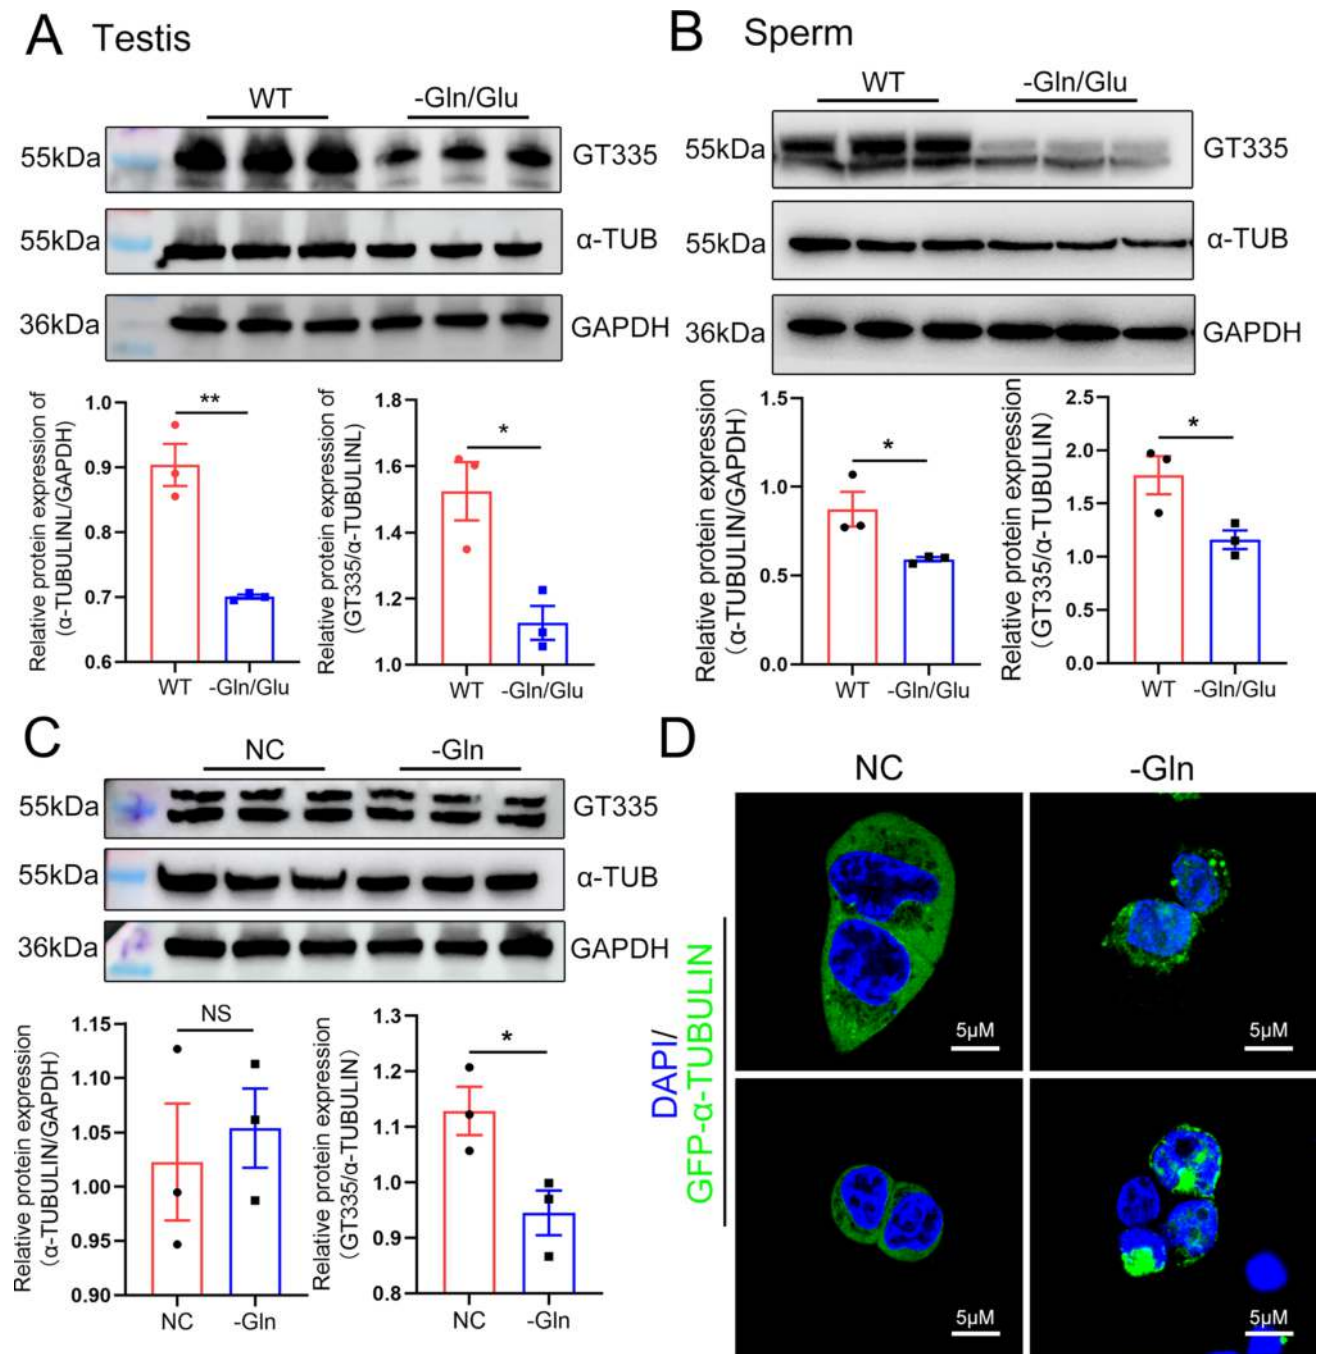 A Testis
WT -Gln/Glu
55kDa GT335
55kDa α-TUB
36kDa GAPDH
Relative protein expression of
(α-TUBULINL/GAPDH)
1.0
0.9
0.8
0.7
0.6
**
WT -Gln/Glu
Relative protein expression of
(GT335/α-TUBULINL)
1.8
1.6
1.4
1.2
1.0
*
WT -Gln/Glu
B Sperm
WT -Gln/Glu
55kDa GT335
55kDa α-TUB
36kDa GAPDH
Relative protein expression
(α-TUBULIN/GAPDH)
1.5
1.0
0.5
0.0
*
WT -Gln/Glu
Relative protein expression
(GT335/α-TUBULIN)
2.5
2.0
1.5
1.0
0.5
0.0
*
WT -Gln/Glu
C
NC -Gln
55kDa GT335
55kDa α-TUB
36kDa GAPDH
Relative protein expression
(α-TUBULIN/GAPDH)
1.15
1.10
1.05
1.00
0.95
0.90
NS
NC -Gln
Relative protein expression
(GT335/α-TUBULIN)
1.3
1.2
1.1
1.0
0.9
0.8
*
NC -Gln
D
NC -Gln
DAPI/
GFP-α-TUBULIN
5μM
5μM
5μM
5μM